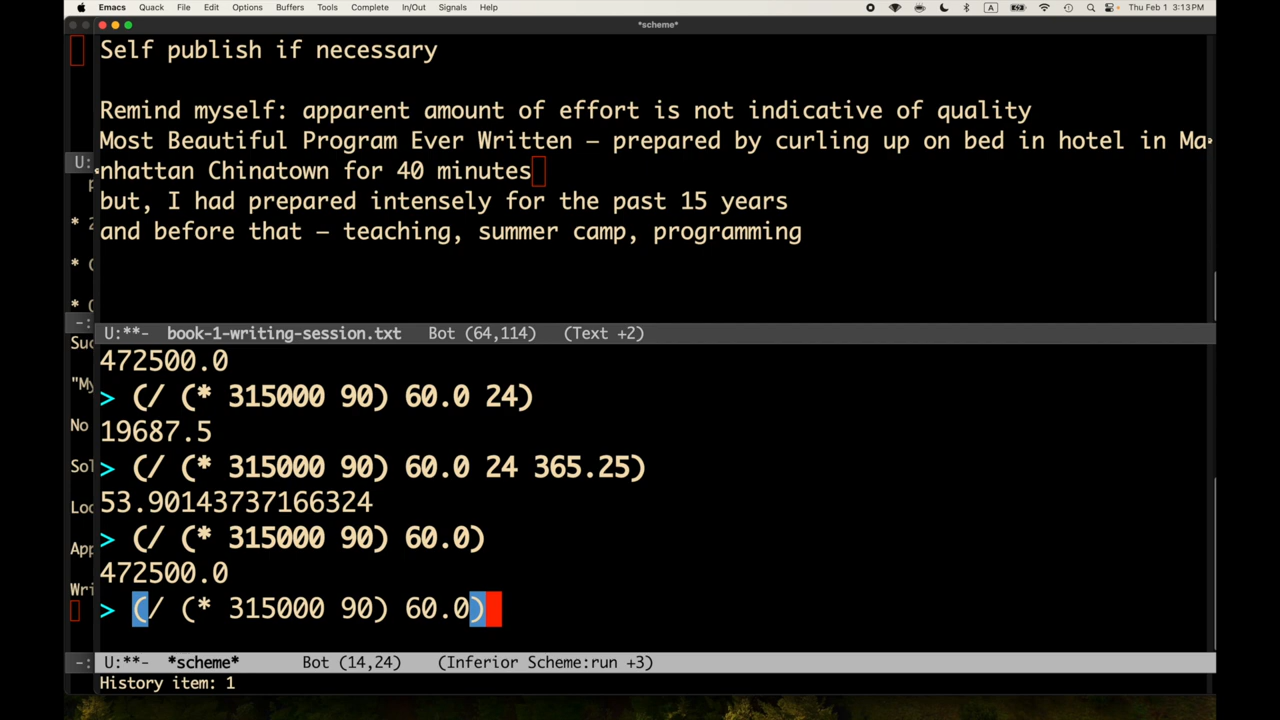 Emacs Quack File Edit Options Buffers Tools Complete In/Out Signals Help A Thu Feb 1 3:13 PM
*scheme*
Self publish if necessary
Remind myself: apparent amount of effort is not indicative of quality
Most Beautiful Program Ever Written – prepared by curling up on bed in hotel in Ma
nhattan Chinatown for 40 minutes
but, I had prepared intensely for the past 15 years
and before that – teaching, summer camp, programming
U:
* 2
U:**- book-1-writing-session.txt Bot (64,114) (Text +2)
-:
472500.0
> (/ (* 315000 90) 60.0 24)
19687.5
> (/ (* 315000 90) 60.0 24 365.25)
53.90143737166324
> (/ (* 315000 90) 60.0)
472500.0
> (/ (* 315000 90) 60.0)
"My
No
Sol
App
Wri
-: U:**- *scheme* Bot (14,24) (Inferior Scheme:run +3)
History item: 1